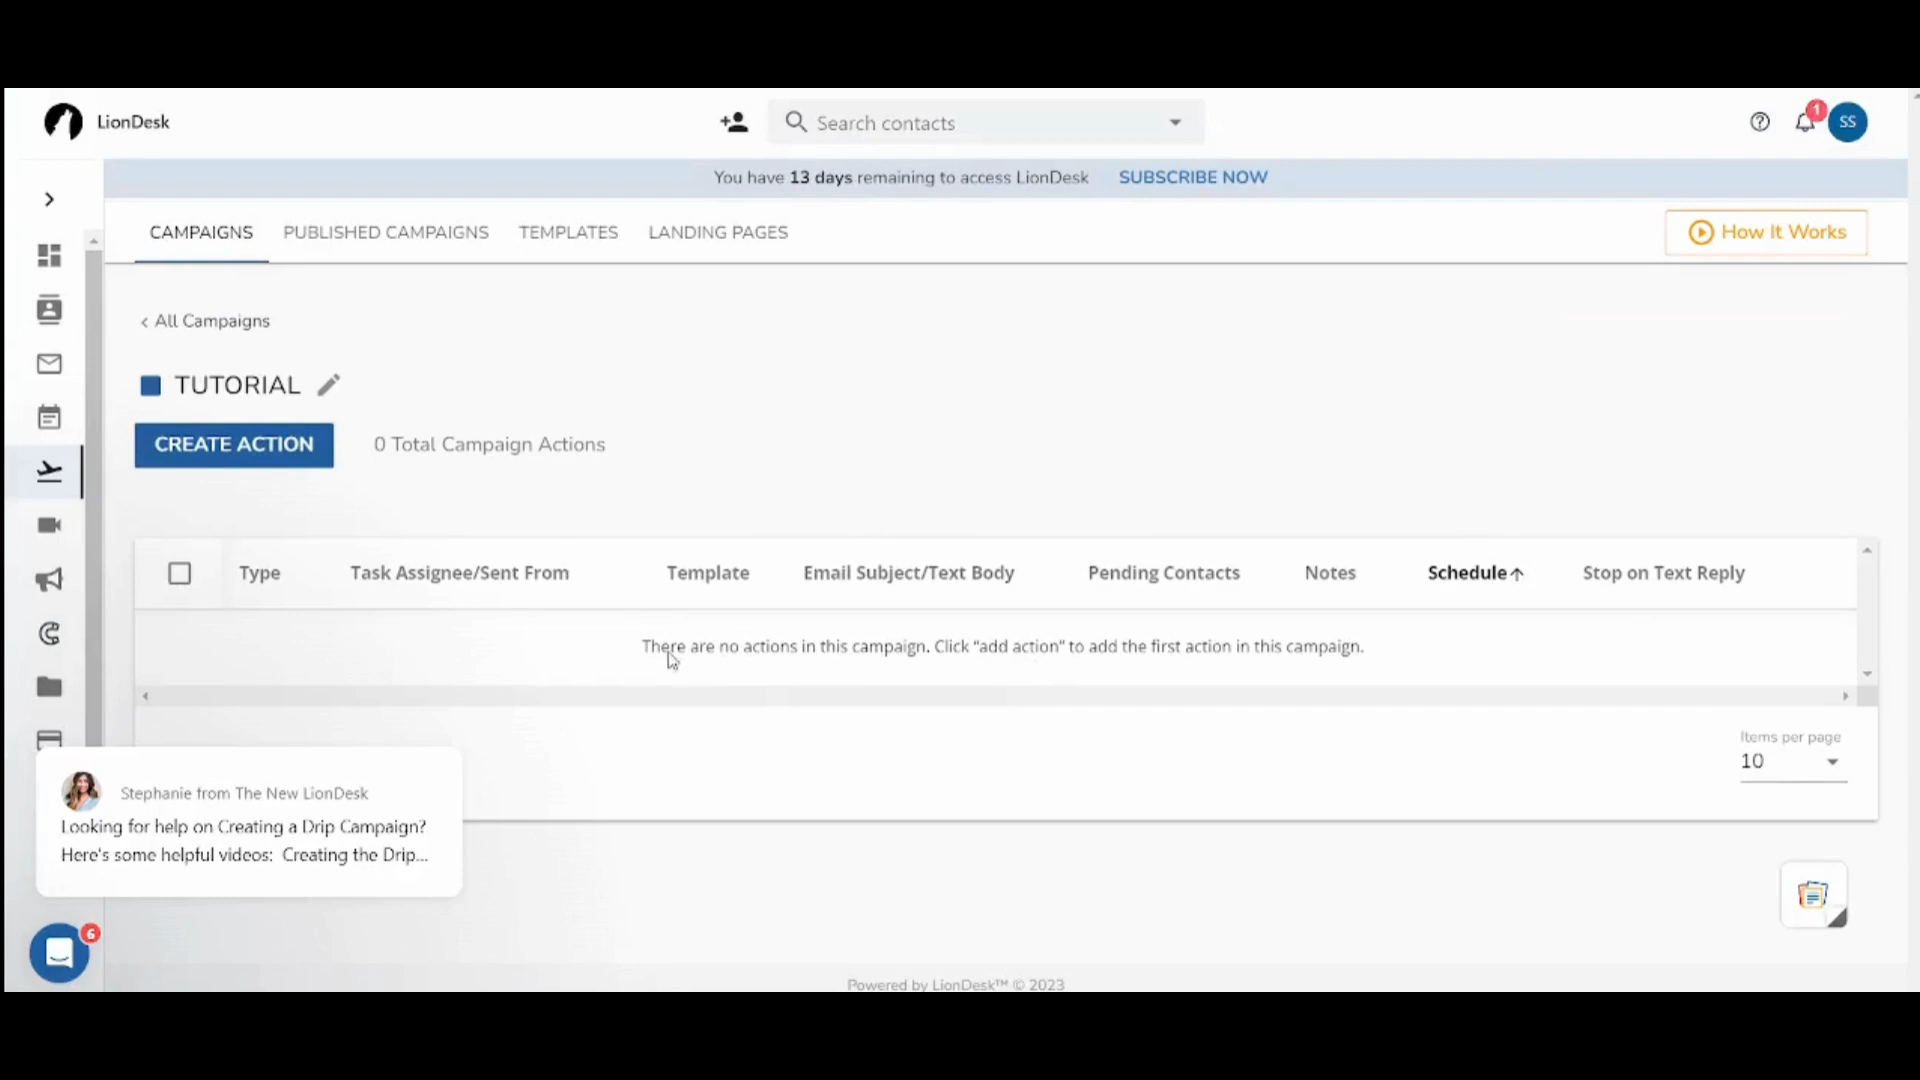 LionDesk
Search contacts
1
SS
You have 13 days remaining to access LionDesk SUBSCRIBE NOW
CAMPAIGNS PUBLISHED CAMPAIGNS TEMPLATES LANDING PAGES
How It Works
‹ All Campaigns
TUTORIAL
CREATE ACTION
0 Total Campaign Actions
Type Task Assignee/Sent From Template Email Subject/Text Body Pending Contacts Notes Schedule↑ Stop on Text Reply
There are no actions in this campaign. Click “add action” to add the first action in this campaign.
Items per page
10
Stephanie from The New LionDesk
Looking for help on Creating a Drip Campaign?
Here's some helpful videos: Creating the Drip...
6
Powered by LionDesk™ © 2023